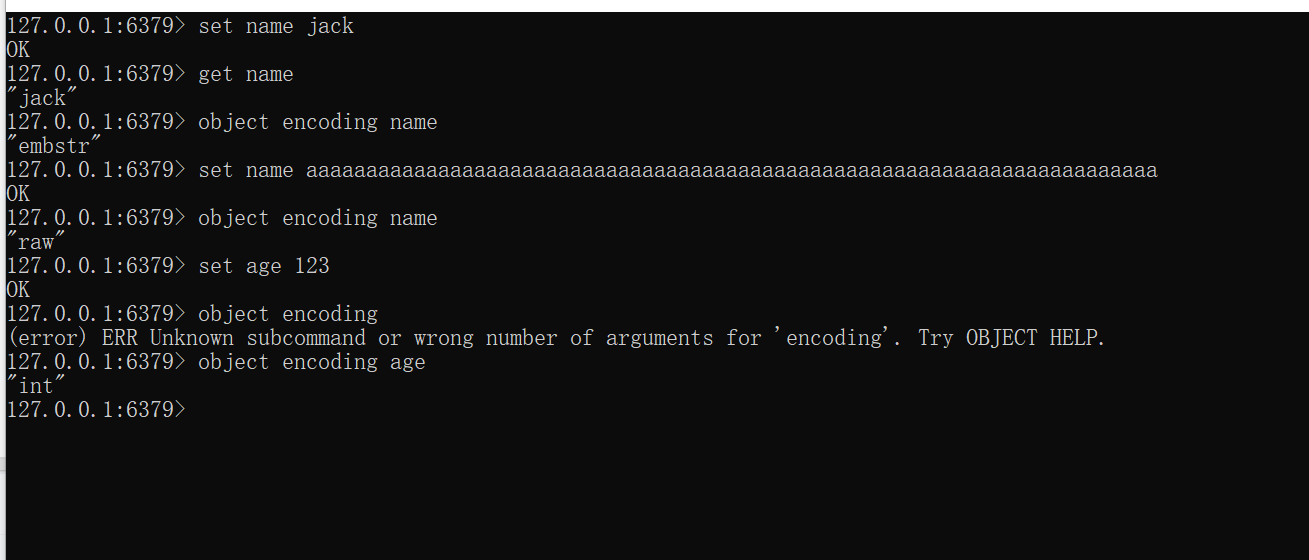 127.0.0.1:6379> set name jack
OK
127.0.0.1:6379> get name
"jack"
127.0.0.1:6379> object encoding name
"embstr"
127.0.0.1:6379> set name aaaaaaaaaaaaaaaaaaaaaaaaaaaaaaaaaaaaaaaaaaaaaaaaaaaaaaaaaaaaaaaaaaaaaaa
OK
127.0.0.1:6379> object encoding name
"raw"
127.0.0.1:6379> set age 123
OK
127.0.0.1:6379> object encoding
(error) ERR Unknown subcommand or wrong number of arguments for 'encoding'. Try OBJECT HELP.
127.0.0.1:6379> object encoding age
"int"
127.0.0.1:6379>